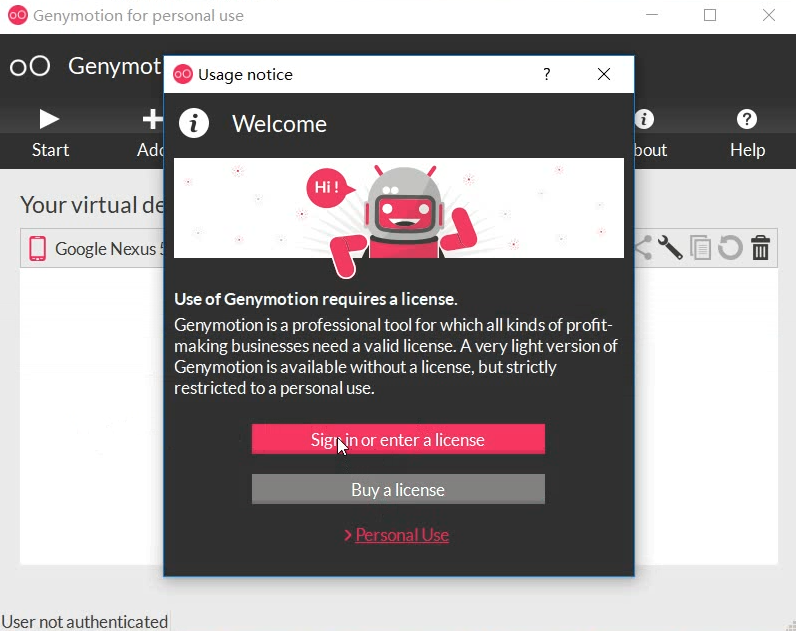 Genymotion for personal use
Genymot
Usage notice
?
Welcome
Start
Add
bout
Help
Hi !
Your virtual de
Google Nexus 5
Use of Genymotion requires a license.
Genymotion is a professional tool for which all kinds of profit-
making businesses need a valid license. A very light version of
Genymotion is available without a license, but strictly
restricted to a personal use.
Sign in or enter a license
Buy a license
> Personal Use
User not authenticated